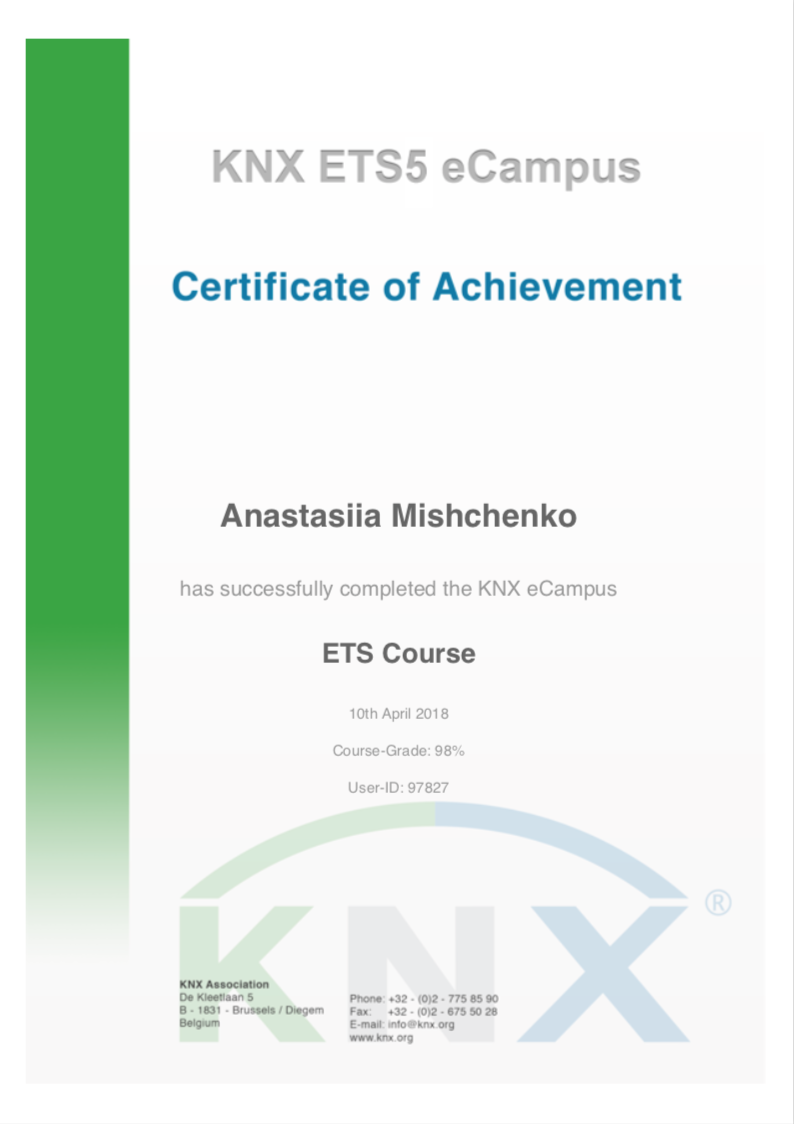 KNX ETS5 eCampus
Certificate of Achievement
Anastasiia Mishchenko
has successfully completed the KNX eCampus
ETS Course
10th April 2018
Course-Grade: 98%
User-ID: 97827
KNX ®
KNX Association
De Kleetlaan 5
B - 1831 - Brussels / Diegem
Belgium
Phone: +32 - (0)2 - 775 85 90
Fax: +32 - (0)2 - 675 50 28
E-mail: info@knx.org
www.knx.org